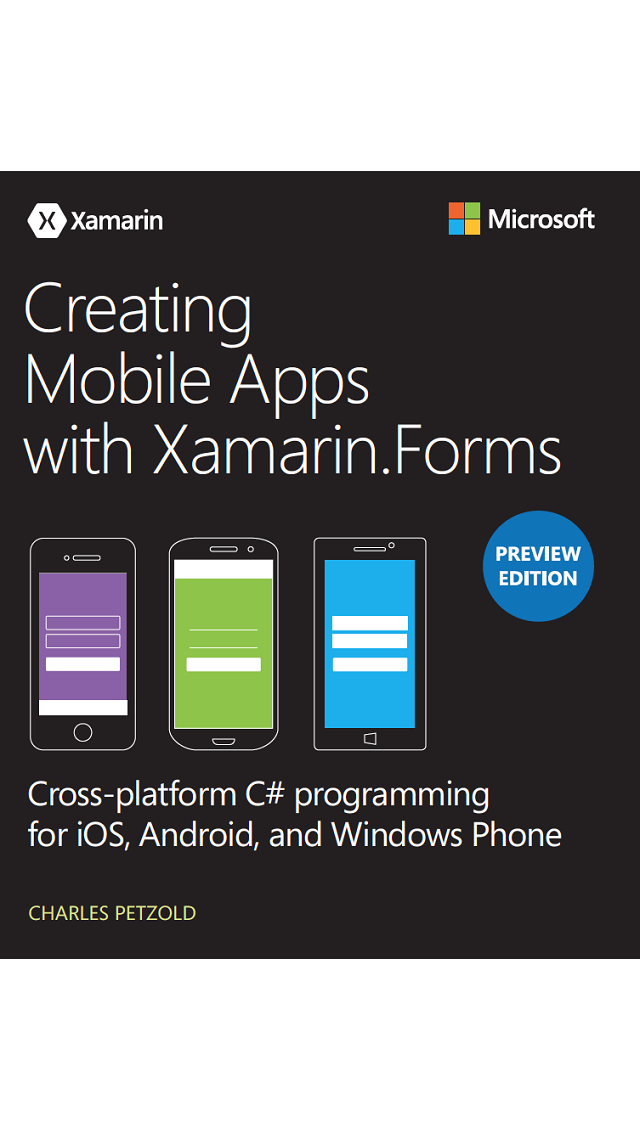 Xamarin
Microsoft
Creating
Mobile Apps
with Xamarin.Forms
PREVIEW
EDITION
Cross-platform C# programming
for iOS, Android, and Windows Phone
CHARLES PETZOLD